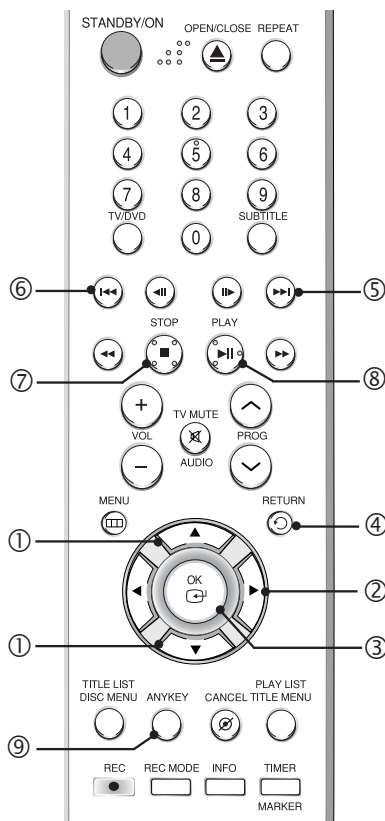 STANDBY/ON
OPEN/CLOSE REPEAT
1 2 3
4 5 6
7 8 9
TV/DVD SUBTITLE
0
⑥ ⑤
STOP PLAY
⑦ ⑧
+
TV MUTE
VOL PROG
−
AUDIO
MENU RETURN
④
①
OK
②
①
③
TITLE LIST PLAY LIST
DISC MENU ANYKEY CANCEL TITLE MENU
⑨
REC REC MODE INFO TIMER
MARKER